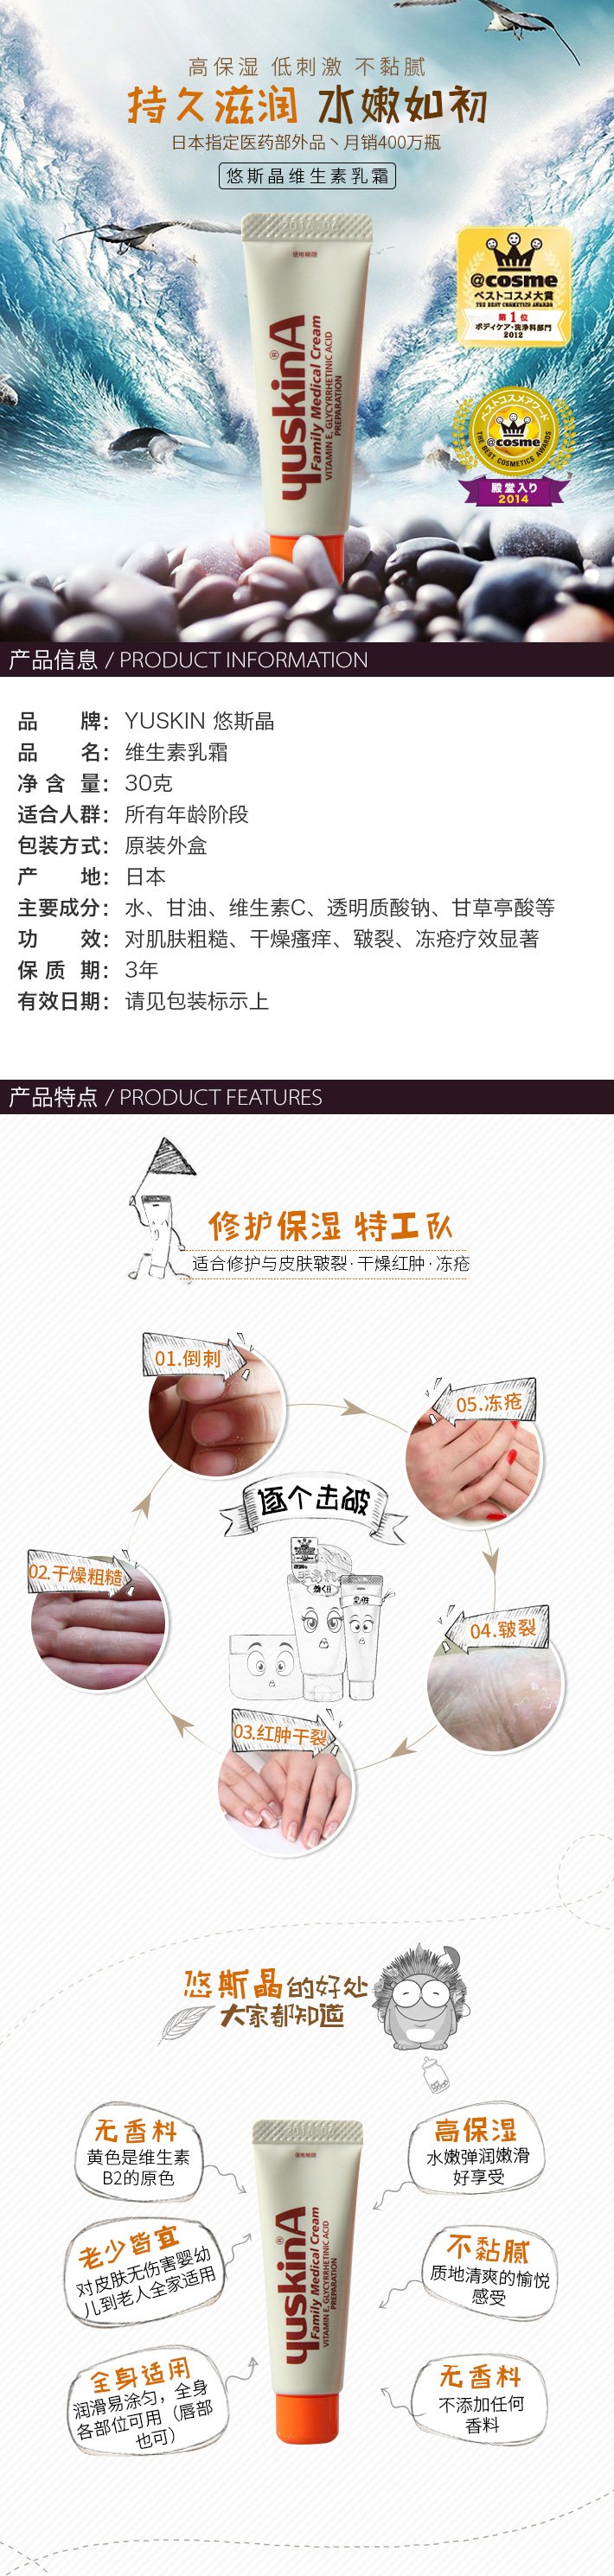 高保湿 低刺激 不黏腻
持久滋润 水嫩如初
日本指定医药部外品丶月销400万瓶
悠斯晶维生素乳霜
使用期限
yuskinA®
Family Medical Cream
VITAMIN E, GLYCYRRHETINIC ACID
PREPARATION
@cosme
ベストコスメ大賞
THE BEST COSMETICS AWARDS
第1位
ボディケア・洗浄料部門
2012
ベストコスメアワード
@cosme
THE BEST COSMETICS AWARDS
殿堂入り
2014
产品信息 / PRODUCT INFORMATION
品牌：YUSKIN 悠斯晶
品名：维生素乳霜
净含量：30克
适合人群：所有年龄阶段
包装方式：原装外盒
产地：日本
主要成分：水、甘油、维生素C、透明质酸钠、甘草亭酸等
功效：对肌肤粗糙、干燥瘙痒、皲裂、冻疮疗效显著
保质期：3年
有效日期：请见包装标示上
产品特点 / PRODUCT FEATURES
修护保湿 特工队
适合修护与皮肤皲裂·干燥红肿·冻疮
01.倒刺
05.冻疮
逐个击破
02.干燥粗糙
04.皲裂
03.红肿干裂
悠斯晶的好处
大家都知道
无香料
黄色是维生素
B2的原色
高保湿
水嫩弹润嫩滑
好享受
老少皆宜
对皮肤无伤害婴幼
儿到老人全家适用
不黏腻
质地清爽的愉悦
感受
全身适用
润滑易涂匀，全身
各部位可用（唇部
也可）
无香料
不添加任何
香料
使用期限
yuskinA®
Family Medical Cream
VITAMIN E, GLYCYRRHETINIC ACID
PREPARATION